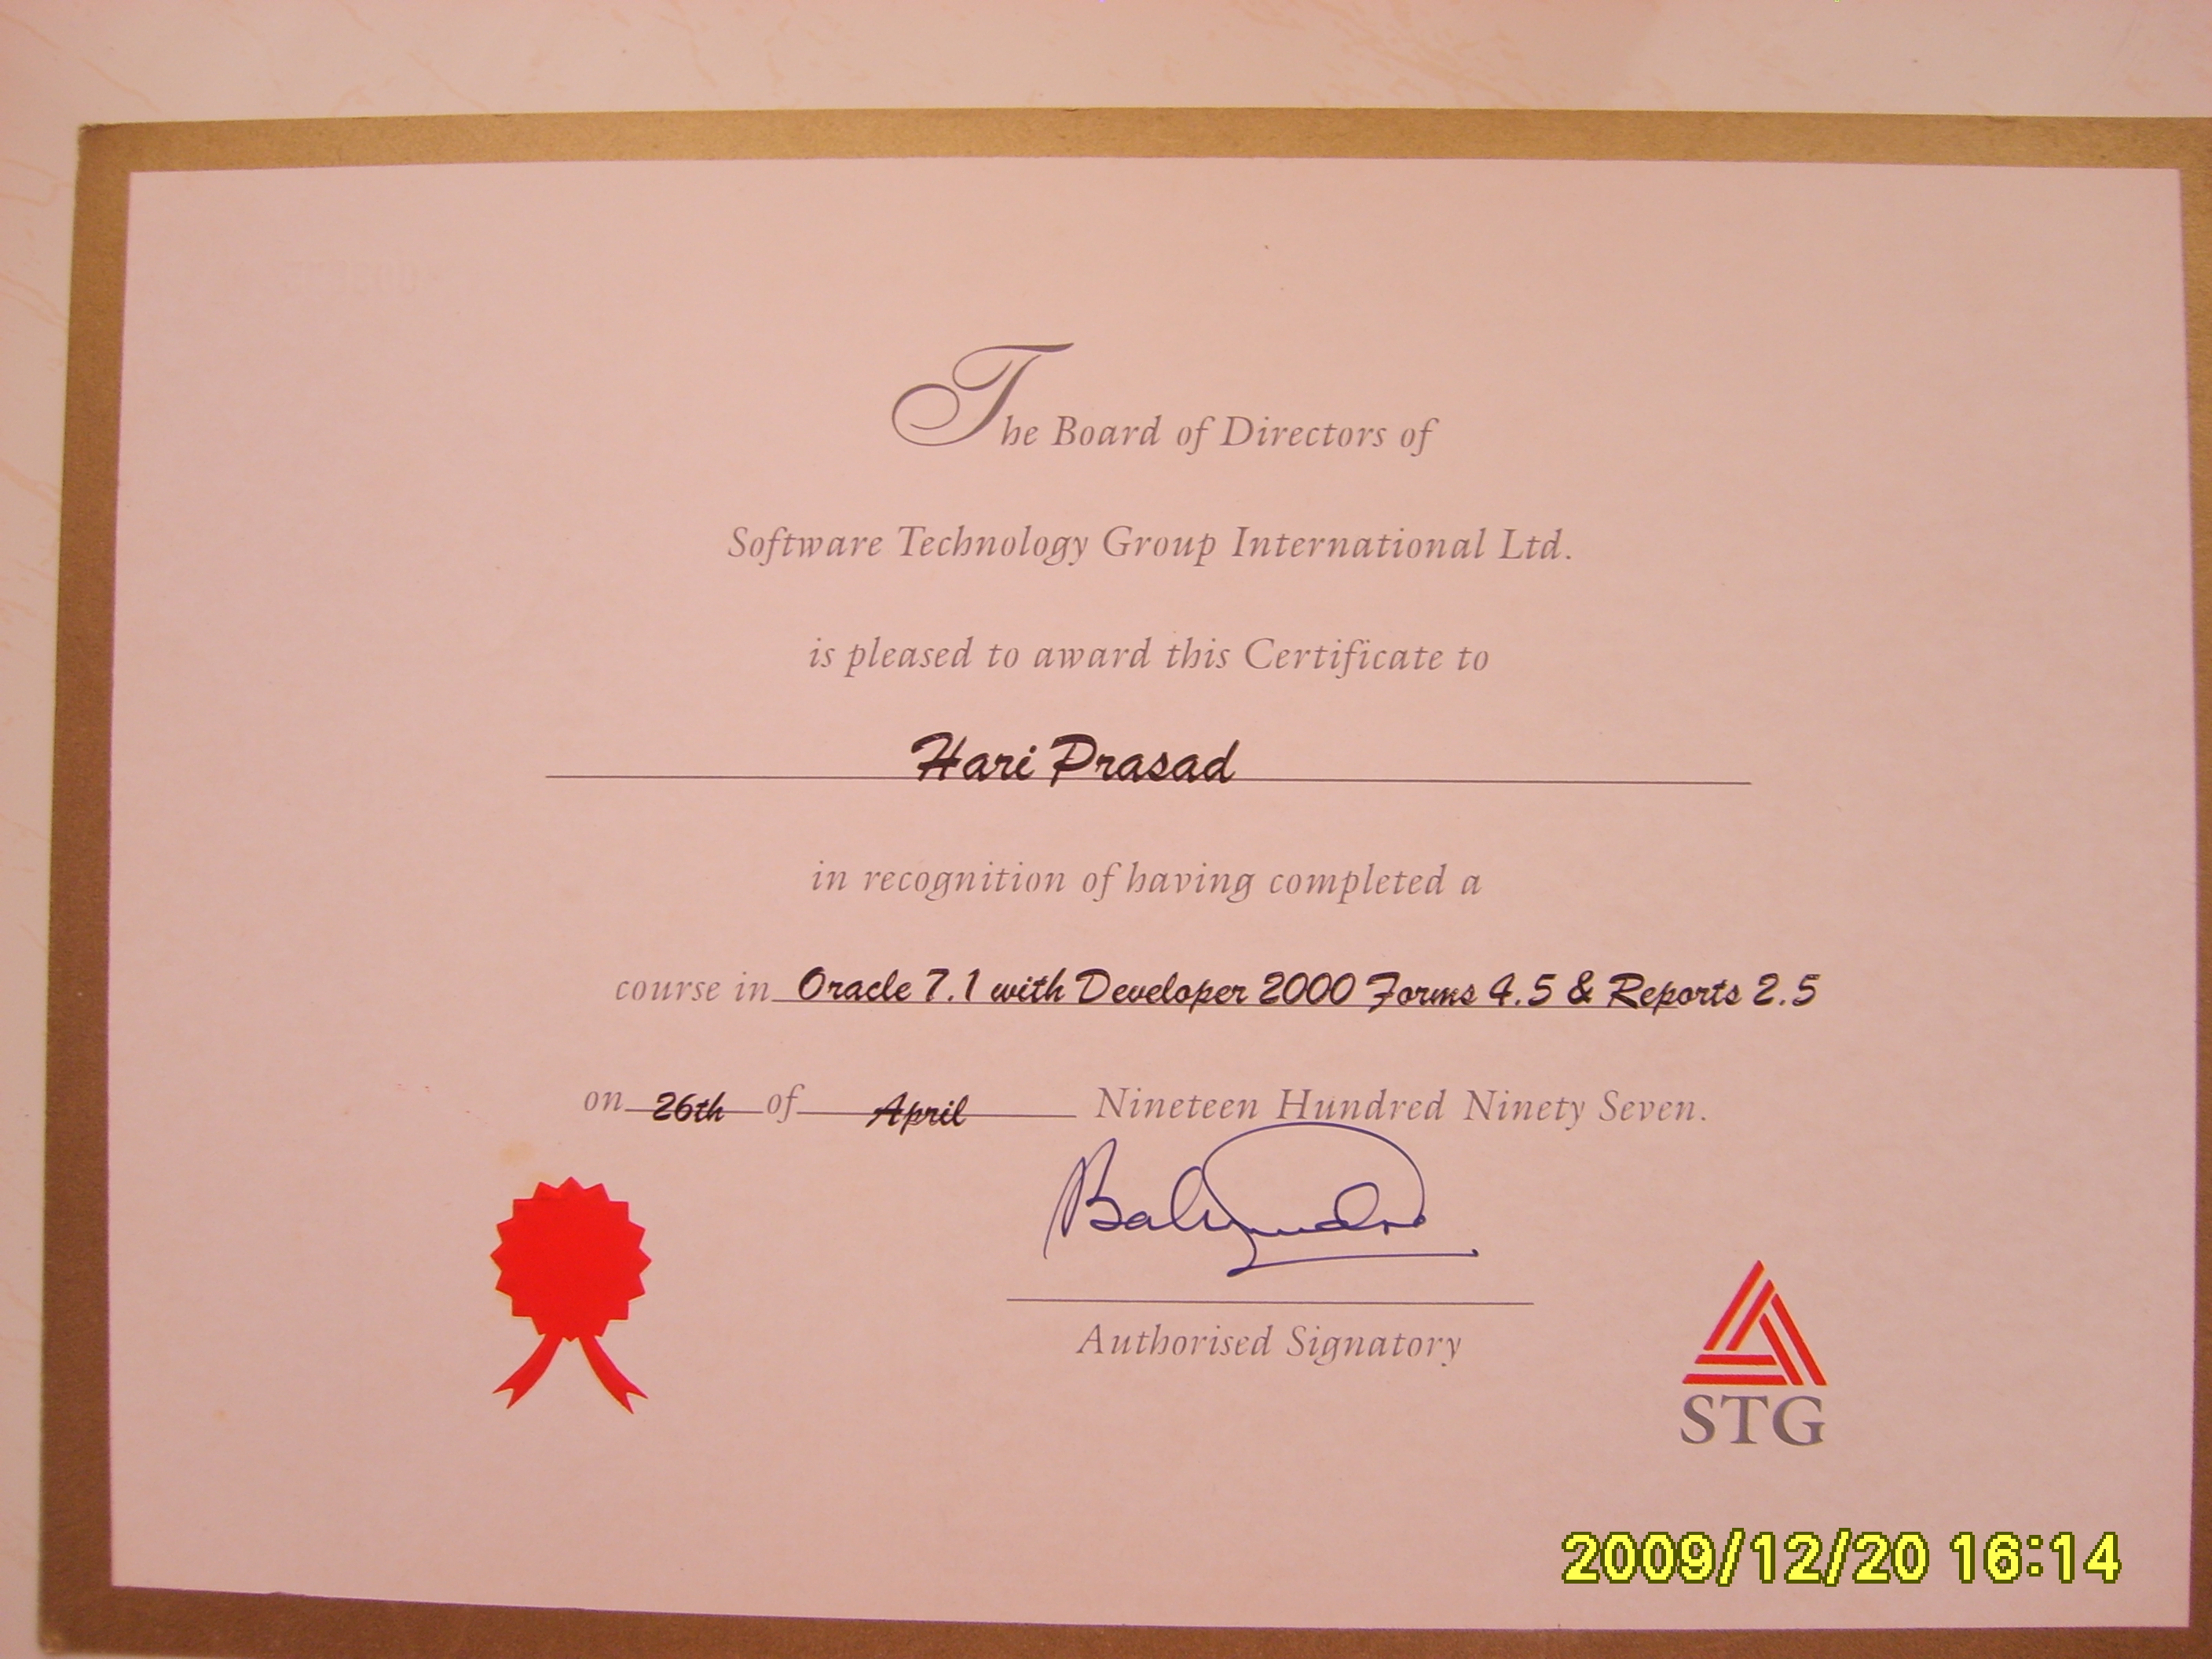 The Board of Directors of
Software Technology Group International Ltd.
is pleased to award this Certificate to
Hari Prasad
in recognition of having completed a
course in Oracle 7.1 with Developer 2000 Forms 4.5 & Reports 2.5
on 26th of April Nineteen Hundred Ninety Seven.
Authorised Signatory
STG
2009/12/20 16:14